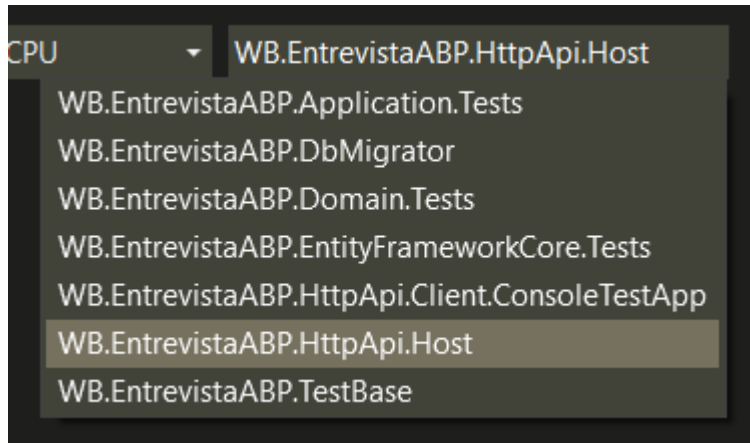 CPU WB.EntrevistaABP.HttpApi.Host
WB.EntrevistaABP.Application.Tests
WB.EntrevistaABP.DbMigrator
WB.EntrevistaABP.Domain.Tests
WB.EntrevistaABP.EntityFrameworkCore.Tests
WB.EntrevistaABP.HttpApi.Client.ConsoleTestApp
WB.EntrevistaABP.HttpApi.Host
WB.EntrevistaABP.TestBase